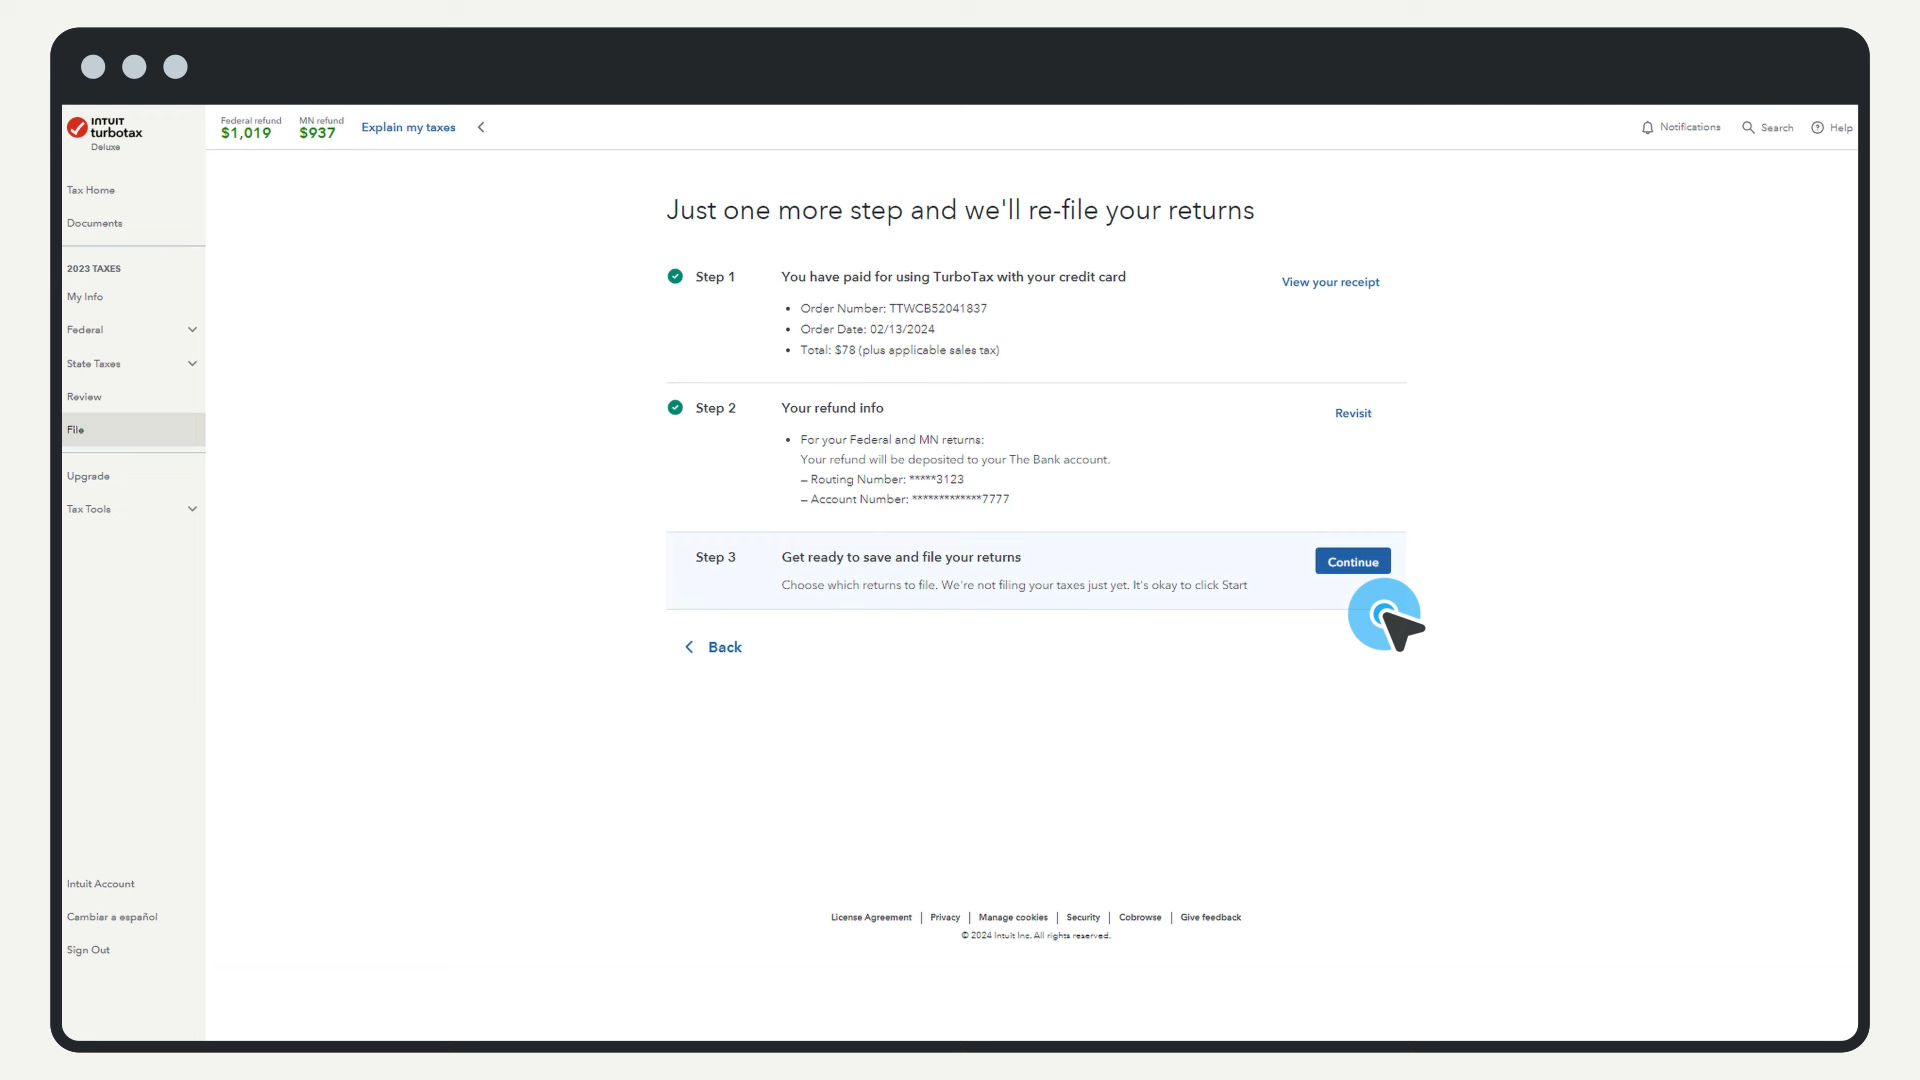 INTUIT
turbotax
Deluxe
Federal refund
$1,019
MN refund
$937
Explain my taxes
Notifications
Search
Help
Tax Home
Documents
2023 TAXES
My Info
Federal
State Taxes
Review
File
Upgrade
Tax Tools
Intuit Account
Cambiar a español
Sign Out
Just one more step and we'll re-file your returns
Step 1
You have paid for using TurboTax with your credit card
View your receipt
• Order Number: TTWCB52041837
• Order Date: 02/13/2024
• Total: $78 (plus applicable sales tax)
Step 2
Your refund info
Revisit
• For your Federal and MN returns:
Your refund will be deposited to your The Bank account.
– Routing Number: *****3123
– Account Number: *************7777
Step 3
Get ready to save and file your returns
Continue
Choose which returns to file. We're not filing your taxes just yet. It's okay to click Start
Back
License Agreement | Privacy | Manage cookies | Security | Cobrowse | Give feedback
© 2024 Intuit Inc. All rights reserved.